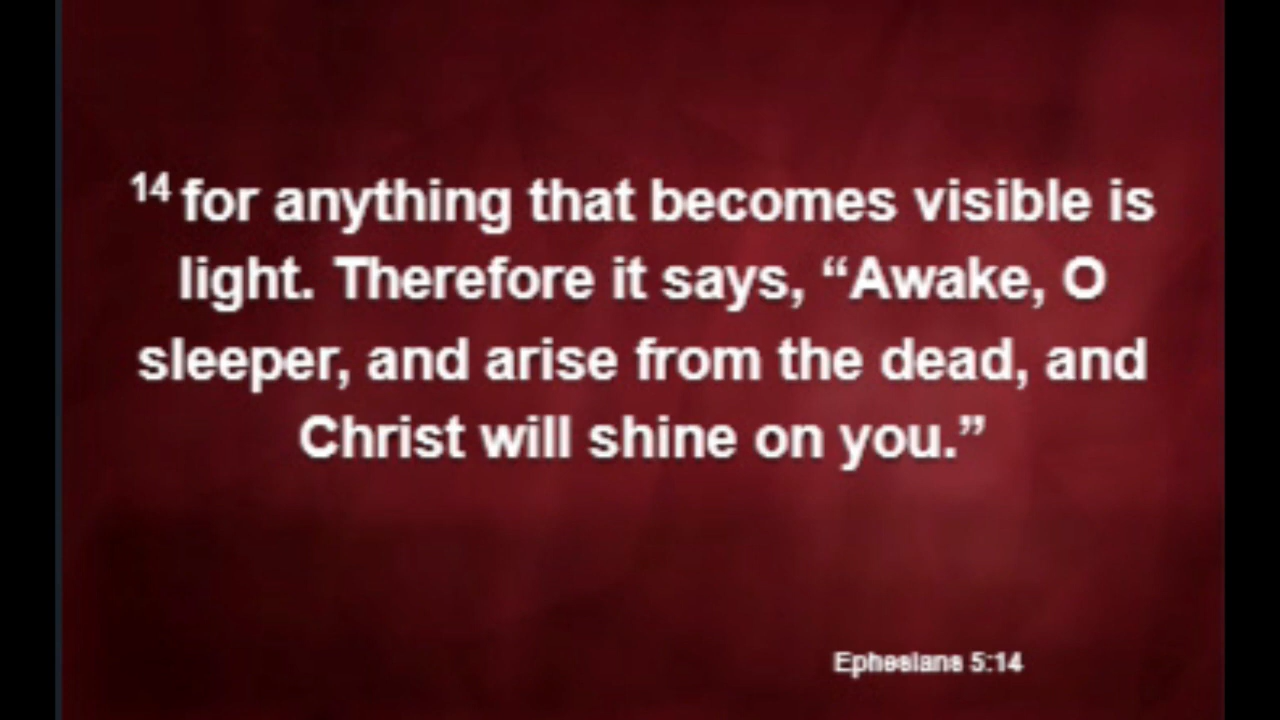 14 for anything that becomes visible is
light. Therefore it says, “Awake, O
sleeper, and arise from the dead, and
Christ will shine on you.”
Ephesians 5:14